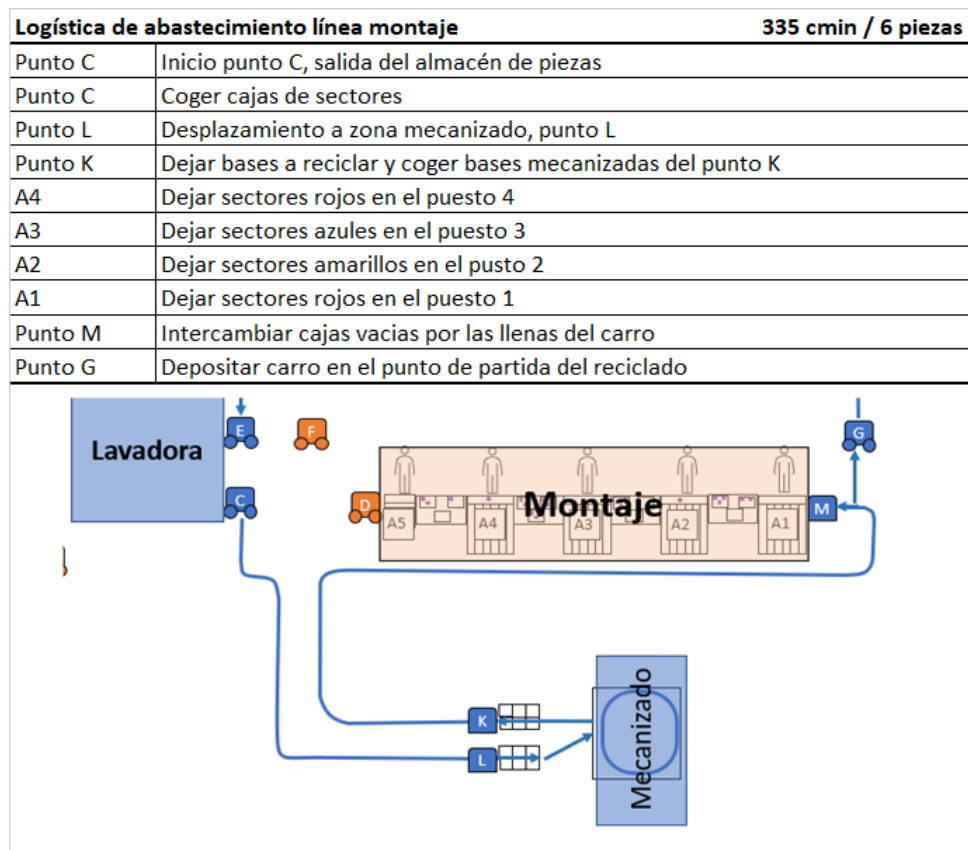 Logística de abastecimiento línea montaje 335 cmin / 6 piezas
Punto C Inicio punto C, salida del almacén de piezas
Punto C Coger cajas de sectores
Punto L Desplazamiento a zona mecanizado, punto L
Punto K Dejar bases a reciclar y coger bases mecanizadas del punto K
A4 Dejar sectores rojos en el puesto 4
A3 Dejar sectores azules en el puesto 3
A2 Dejar sectores amarillos en el pusto 2
A1 Dejar sectores rojos en el puesto 1
Punto M Intercambiar cajas vacias por las llenas del carro
Punto G Depositar carro en el punto de partida del reciclado
E
F
G
Lavadora
C
D
Montaje
M
A5
A4
A3
A2
A1
K
L
Mecanizado